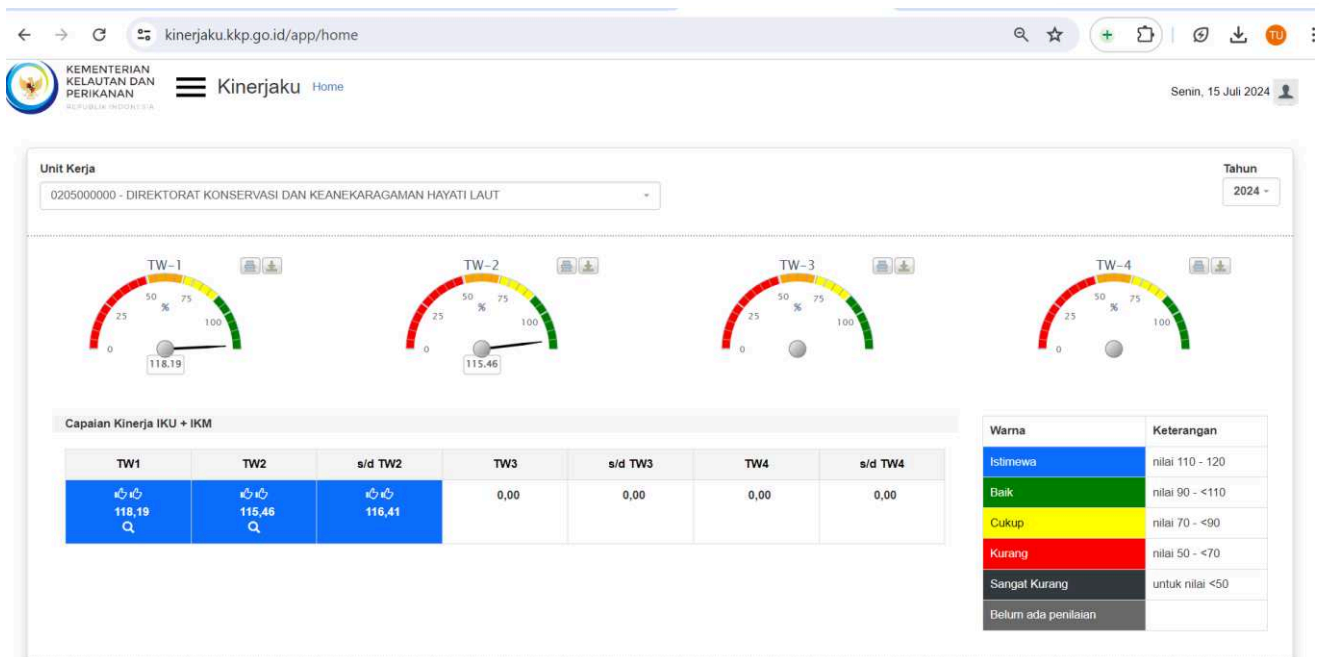 kinerjaku.kkp.go.id/app/home
TU
KEMENTERIAN
KELAUTAN DAN
PERIKANAN
REPUBLIK INDONESIA
Kinerjaku Home
Senin, 15 Juli 2024
Unit Kerja
Tahun
0205000000 - DIREKTORAT KONSERVASI DAN KEANEKARAGAMAN HAYATI LAUT
2024
TW-1
0 25 50 75 100
%
118.19
TW-2
0 25 50 75 100
%
115.46
TW-3
0 25 50 75 100
%
TW-4
0 25 50 75 100
%
Capaian Kinerja IKU + IKM
TW1 TW2 s/d TW2 TW3 s/d TW3 TW4 s/d TW4
118,19 115,46 116,41 0,00 0,00 0,00 0,00
Warna Keterangan
Istimewa nilai 110 - 120
Baik nilai 90 - <110
Cukup nilai 70 - <90
Kurang nilai 50 - <70
Sangat Kurang untuk nilai <50
Belum ada penilaian